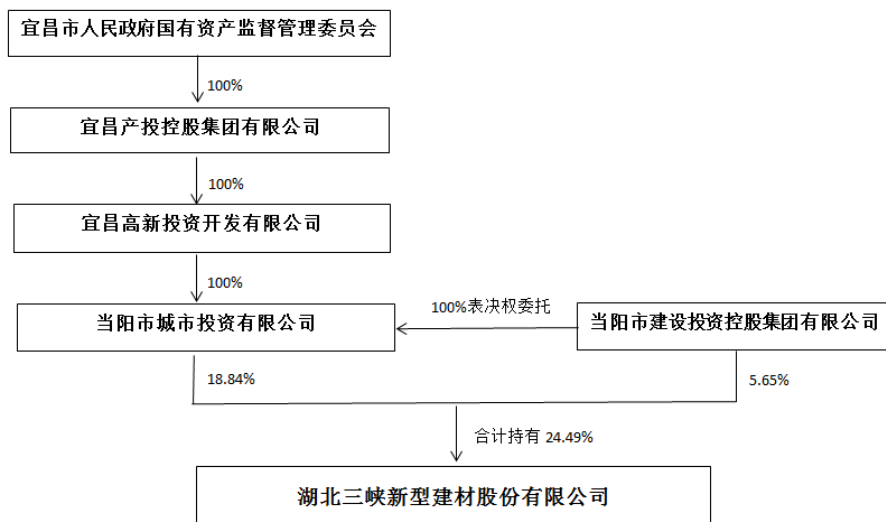 宜昌市人民政府国有资产监督管理委员会
100%
宜昌产投控股集团有限公司
100%
宜昌高新投资开发有限公司
100%
100%表决权委托
当阳市城市投资有限公司
当阳市建设投资控股集团有限公司
18.84%
5.65%
合计持有 24.49%
湖北三峡新型建材股份有限公司